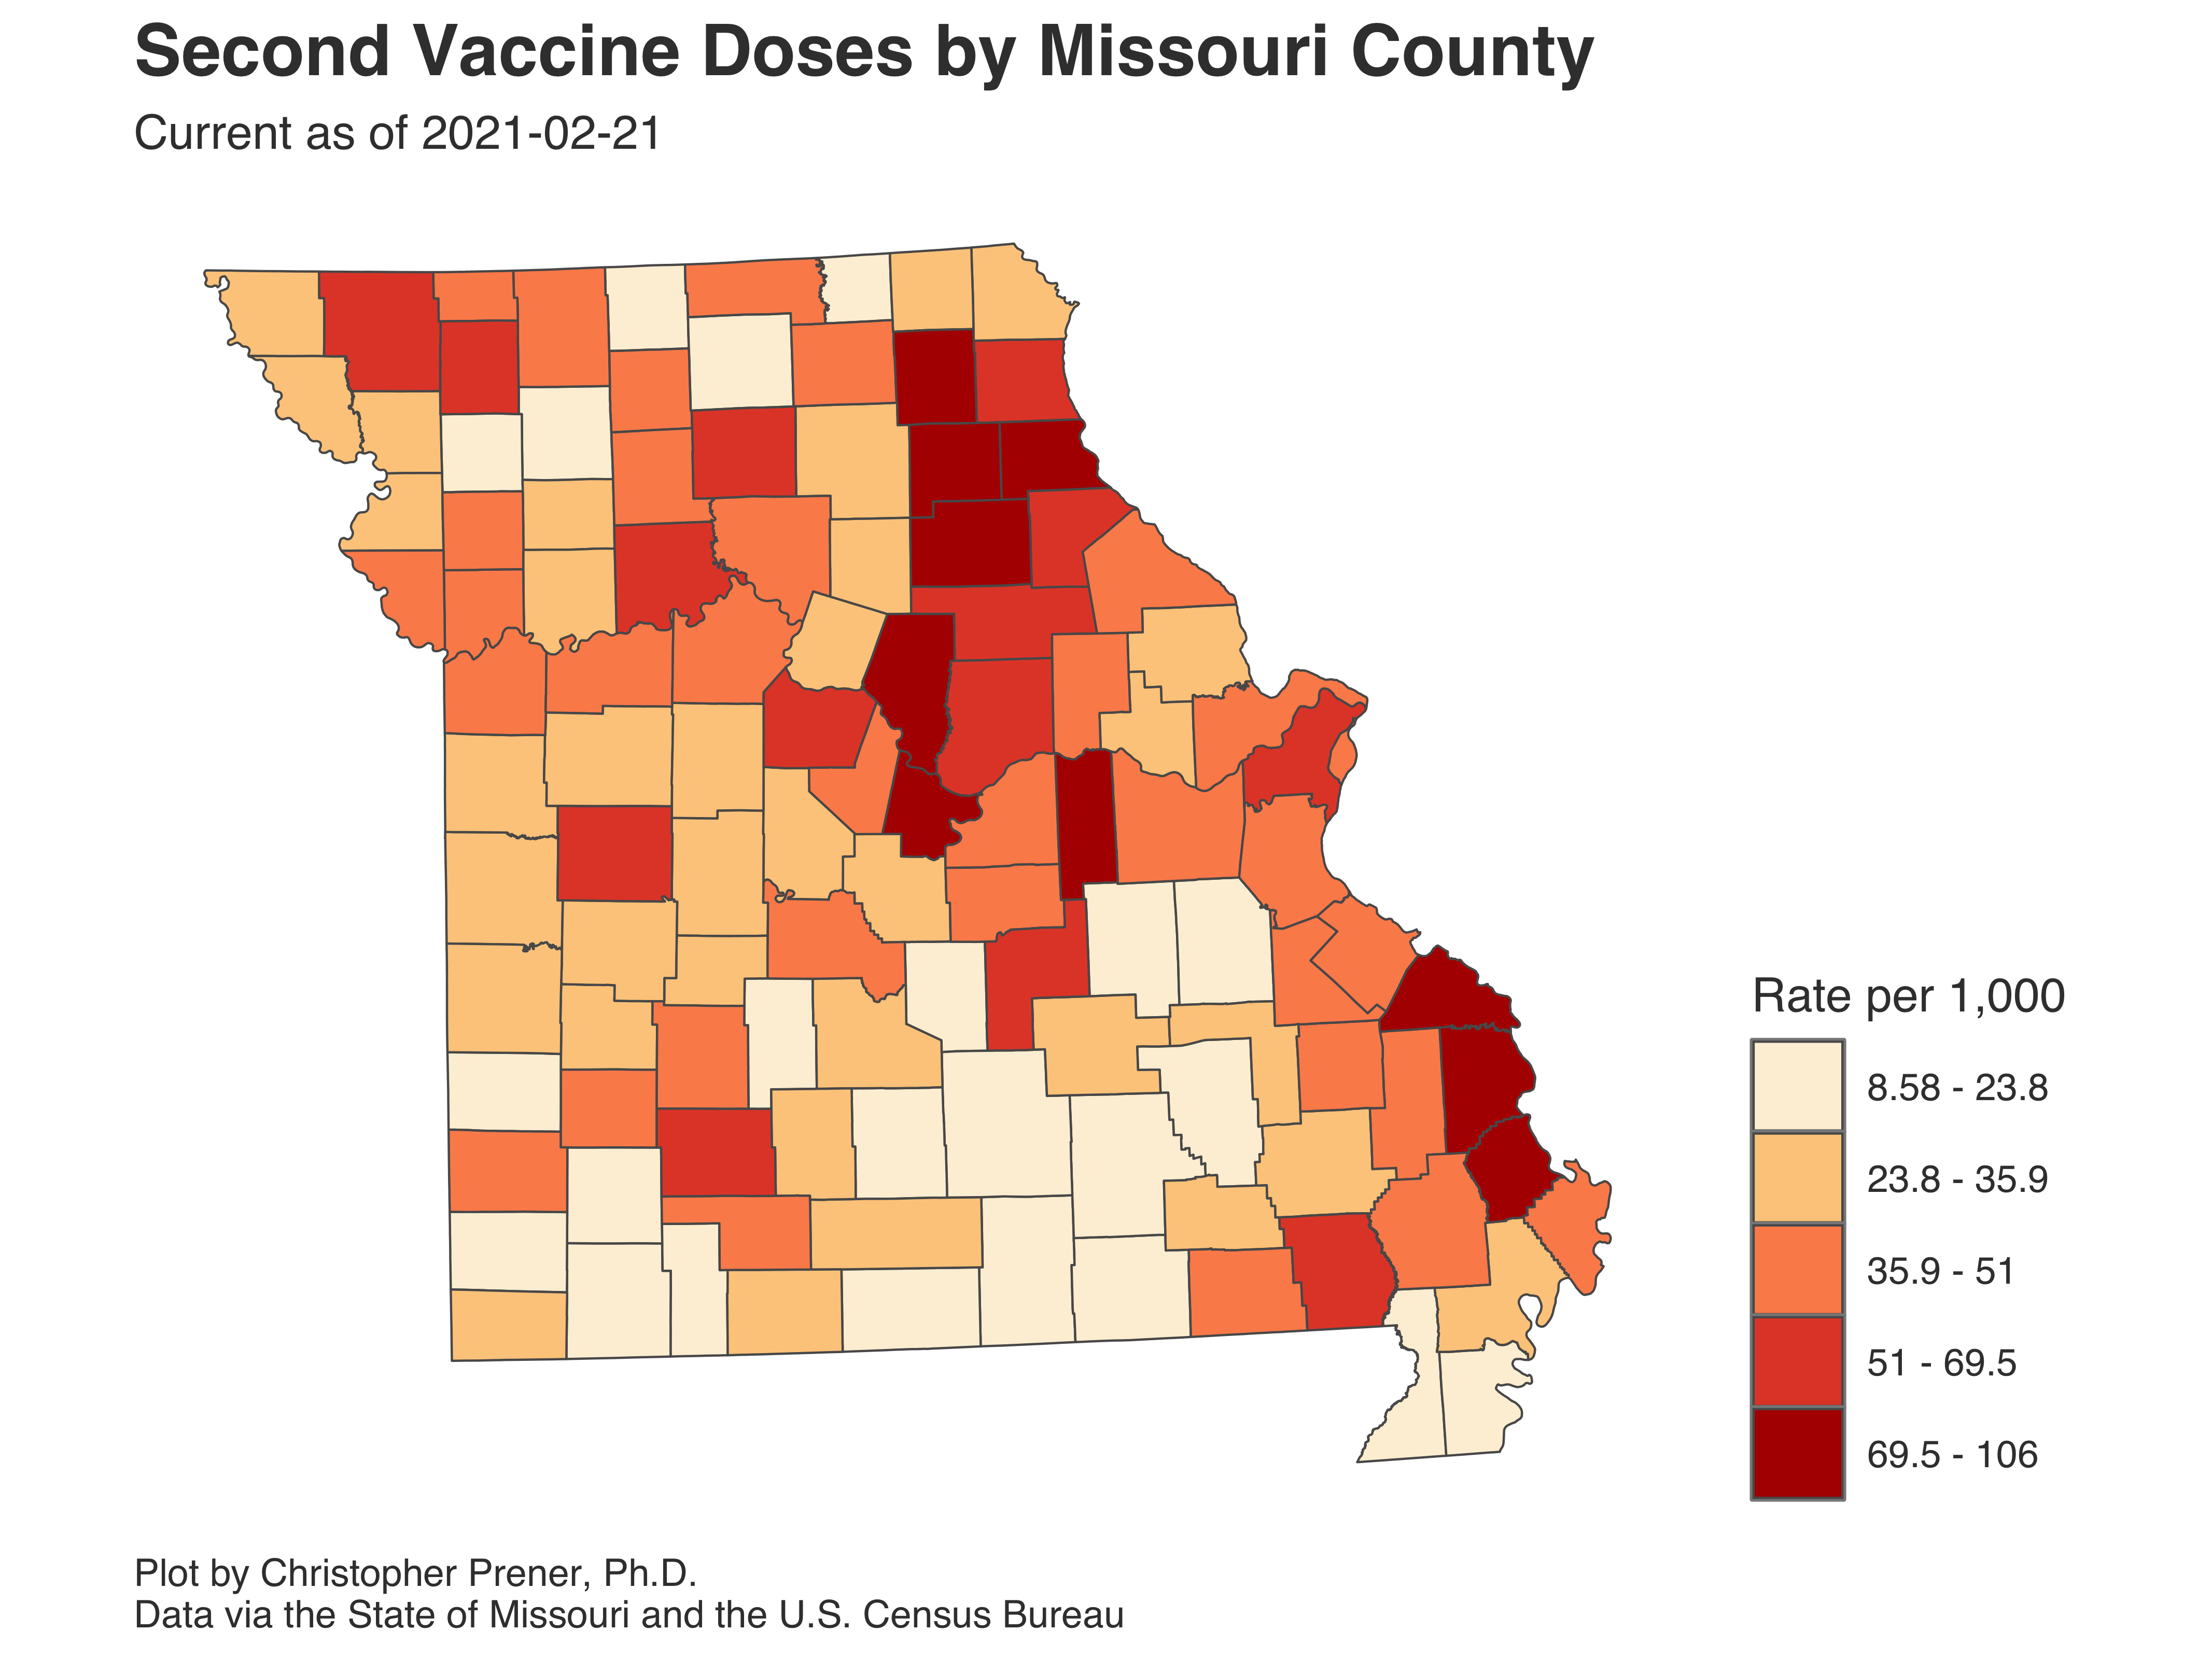 Second Vaccine Doses by Missouri County
Current as of 2021-02-21
Rate per 1,000
8.58 - 23.8
23.8 - 35.9
35.9 - 51
51 - 69.5
69.5 - 106
Plot by Christopher Prener, Ph.D.
Data via the State of Missouri and the U.S. Census Bureau